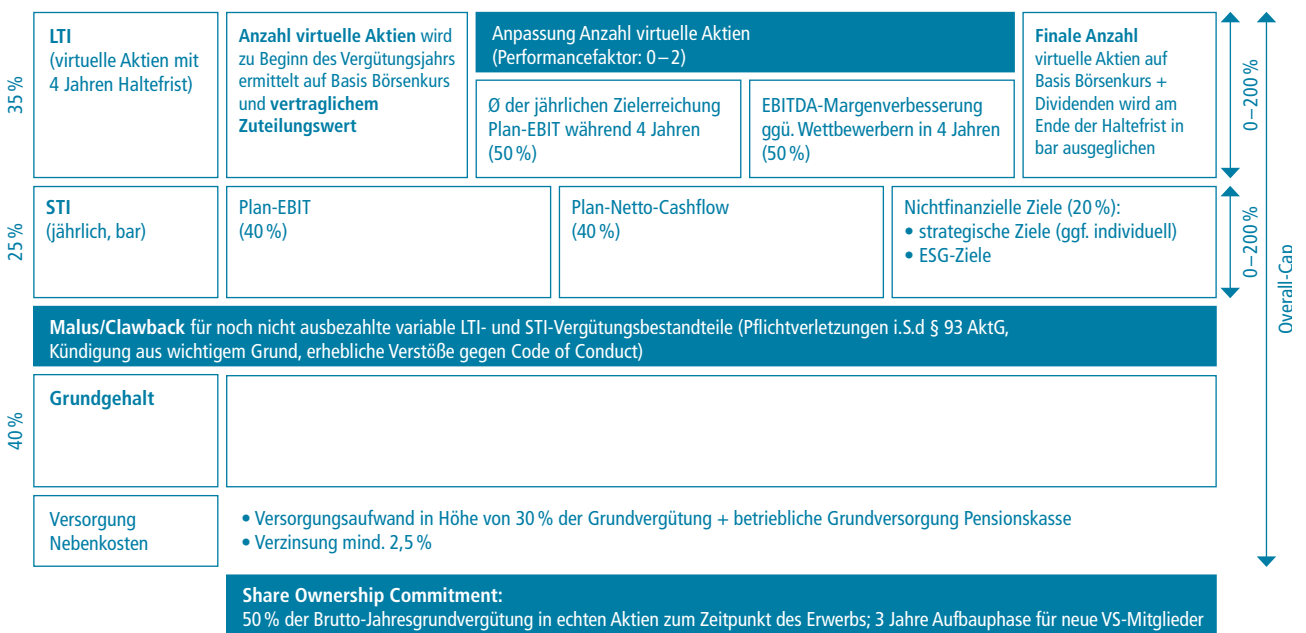 35 %
LTI
(virtuelle Aktien mit
4 Jahren Haltefrist)
Anzahl virtuelle Aktien wird
zu Beginn des Vergütungsjahrs
ermittelt auf Basis Börsenkurs
und vertraglichem
Zuteilungswert
Anpassung Anzahl virtuelle Aktien
(Performancefaktor: 0–2)
Ø der jährlichen Zielerreichung
Plan-EBIT während 4 Jahren
(50 %)
EBITDA-Margenverbesserung
ggü. Wettbewerbern in 4 Jahren
(50 %)
Finale Anzahl
virtuelle Aktien auf
Basis Börsenkurs +
Dividenden wird am
Ende der Haltefrist in
bar ausgeglichen
0–200 %
25 %
STI
(jährlich, bar)
Plan-EBIT
(40 %)
Plan-Netto-Cashflow
(40 %)
Nichtfinanzielle Ziele (20 %):
• strategische Ziele (ggf. individuell)
• ESG-Ziele
0–200 %
Overall-Cap
Malus/Clawback für noch nicht ausbezahlte variable LTI- und STI-Vergütungsbestandteile (Pflichtverletzungen i.S.d § 93 AktG,
Kündigung aus wichtigem Grund, erhebliche Verstöße gegen Code of Conduct)
40 %
Grundgehalt
Versorgung
Nebenkosten
• Versorgungsaufwand in Höhe von 30 % der Grundvergütung + betriebliche Grundversorgung Pensionskasse
• Verzinsung mind. 2,5 %
Share Ownership Commitment:
50 % der Brutto-Jahresgrundvergütung in echten Aktien zum Zeitpunkt des Erwerbs; 3 Jahre Aufbauphase für neue VS-Mitglieder